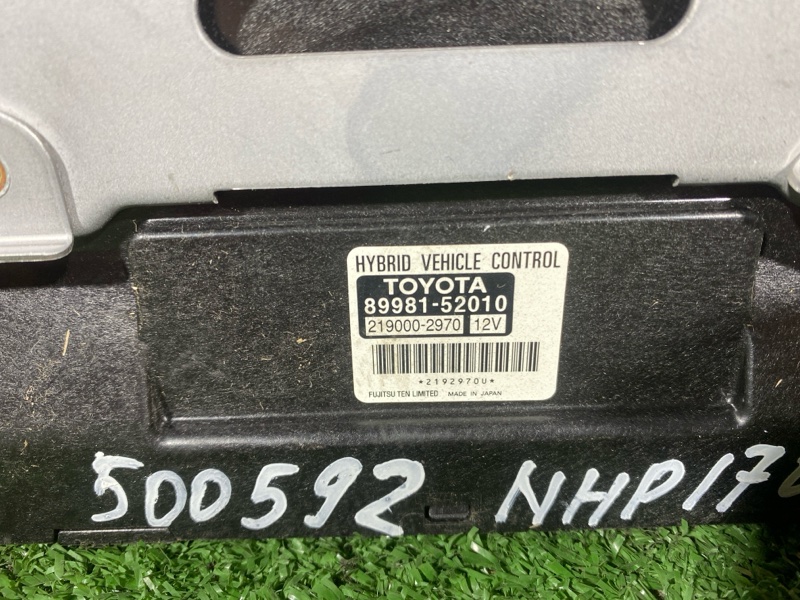 HYBRID VEHICLE CONTROL
TOYOTA
89981-52010
219000-2970 12V
*2192970U*
FUJITSU TEN LIMITED MADE IN JAPAN
500592 NHP17